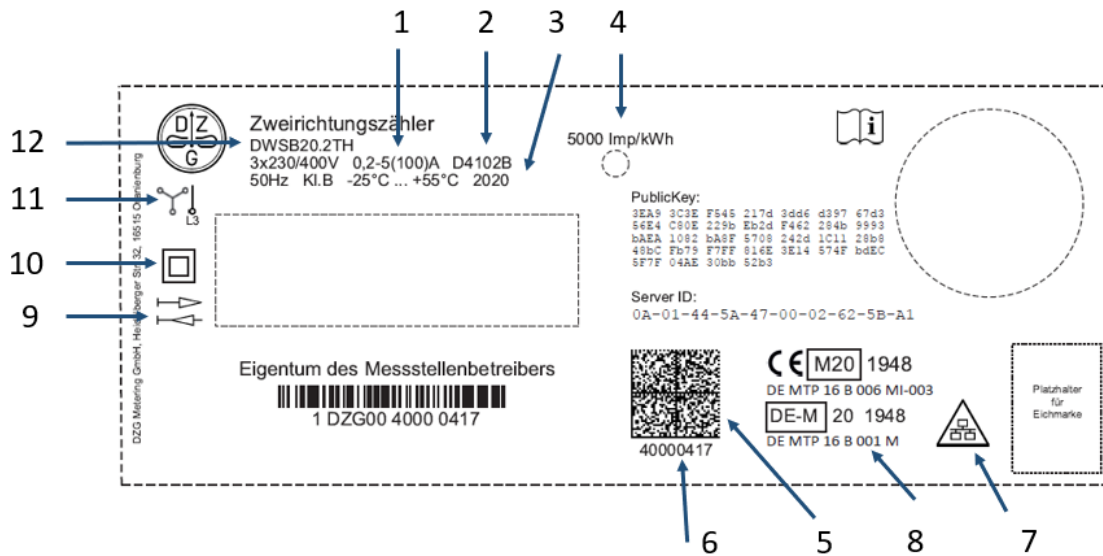 1
2
3
4
12
11
10
9
D Z
G
Zweirichtungszähler
DWSB20.2TH
3x230/400V 0,2-5(100)A D4102B
50Hz Kl.B -25°C ... +55°C 2020
5000 Imp/kWh
i
L3
DZG Metering GmbH, Heidelberger Str. 32, 16515 Oranienburg
PublicKey:
3EA9 3C3E F545 217d 3dd6 d397 67d3
56E4 C80E 229b Eb2d F462 284b 9993
bAEA 1082 bA8F 5708 242d 1C11 28b8
48bC Fb79 F7FF 816E 3E14 574F bdEC
5F7F 04AE 30bb 52b3
Server ID:
0A-01-44-5A-47-00-02-62-5B-A1
Eigentum des Messstellenbetreibers
1 DZG00 4000 0417
40000417
CE M20 1948
DE MTP 16 B 006 MI-003
DE-M 20 1948
DE MTP 16 B 001 M
Platzhalter
für
Eichmarke
6
5
8
7